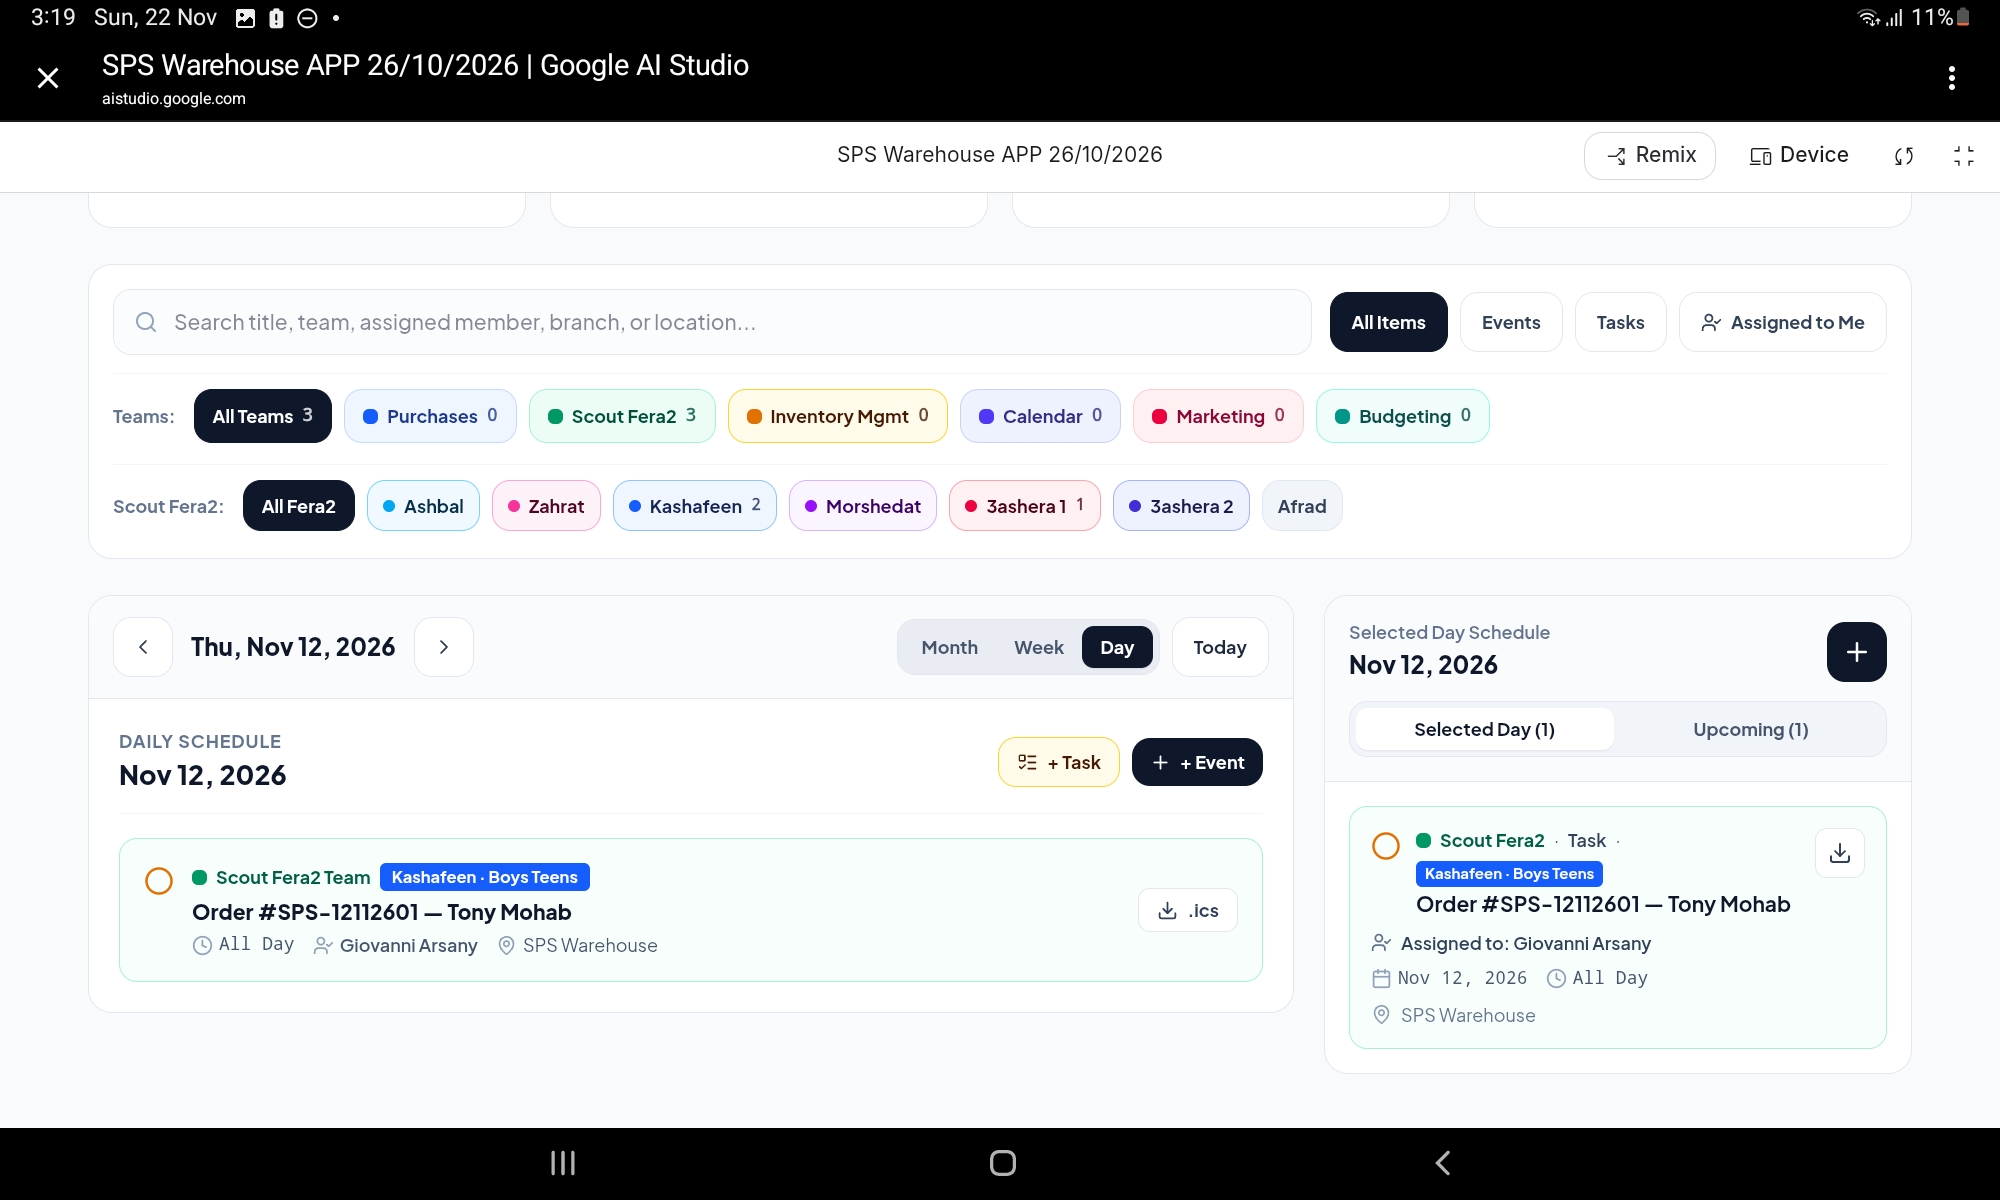 3:19 Sun, 22 Nov
11%
SPS Warehouse APP 26/10/2026 | Google AI Studio
aistudio.google.com
SPS Warehouse APP 26/10/2026
Remix
Device
Search title, team, assigned member, branch, or location...
All Items
Events
Tasks
Assigned to Me
Teams:
All Teams 3
Purchases 0
Scout Fera2 3
Inventory Mgmt 0
Calendar 0
Marketing 0
Budgeting 0
Scout Fera2:
All Fera2
Ashbal
Zahrat
Kashafeen 2
Morshedat
3ashera 1 1
3ashera 2
Afrad
Thu, Nov 12, 2026
Month
Week
Day
Today
DAILY SCHEDULE
Nov 12, 2026
+ Task
+ Event
Scout Fera2 Team
Kashafeen · Boys Teens
Order #SPS-12112601 — Tony Mohab
All Day
Giovanni Arsany
SPS Warehouse
.ics
Selected Day Schedule
Nov 12, 2026
Selected Day (1)
Upcoming (1)
Scout Fera2 · Task ·
Kashafeen · Boys Teens
Order #SPS-12112601 — Tony Mohab
Assigned to: Giovanni Arsany
Nov 12, 2026
All Day
SPS Warehouse